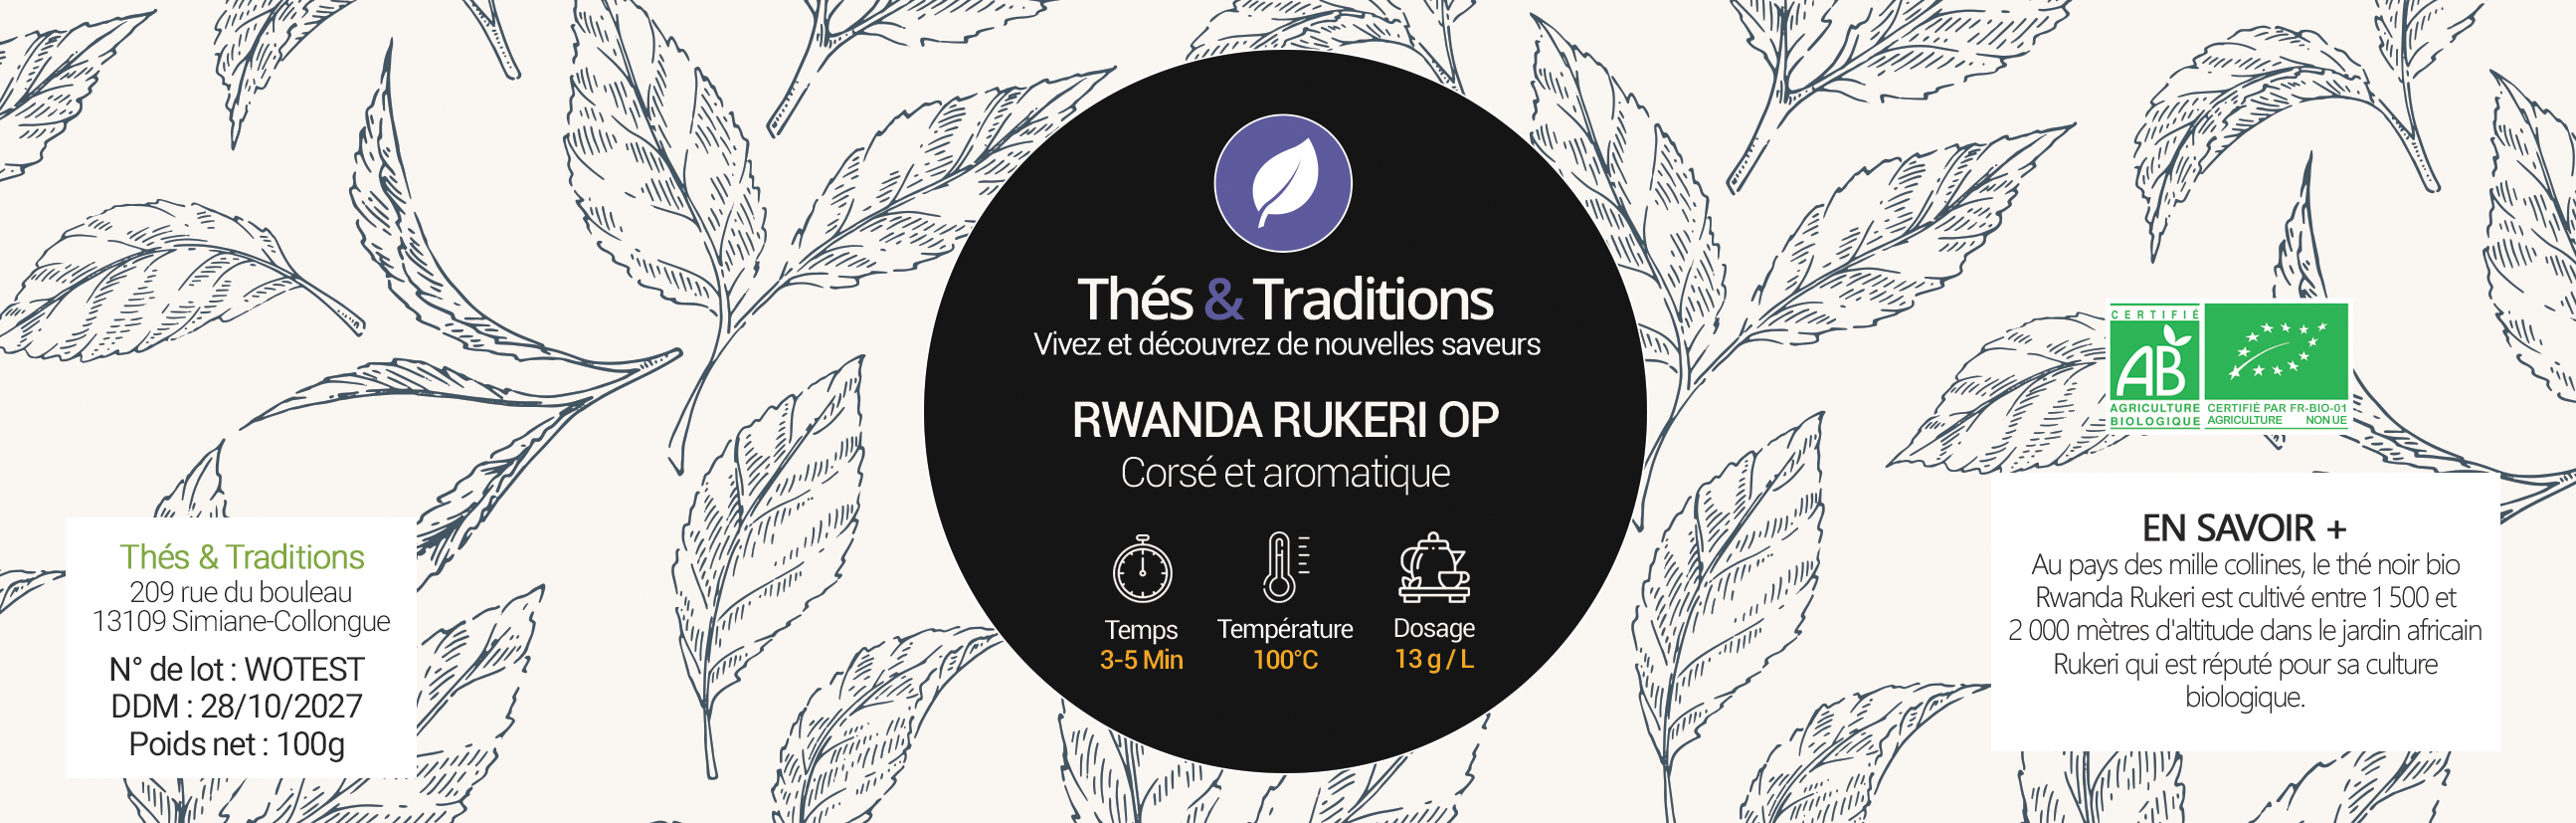 Thés & Traditions
Vivez et découvrez de nouvelles saveurs
RWANDA RUKERI OP
Corsé et aromatique
Temps
3-5 Min
Température
100°C
Dosage
13 g / L
Thés & Traditions
209 rue du bouleau
13109 Simiane-Collongue
N° de lot : WOTEST
DDM : 28/10/2027
Poids net : 100g
CERTIFIÉ
AB
AGRICULTURE
BIOLOGIQUE
CERTIFIÉ PAR FR-BIO-01
AGRICULTURE NON UE
EN SAVOIR +
Au pays des mille collines, le thé noir bio
Rwanda Rukeri est cultivé entre 1 500 et
2 000 mètres d'altitude dans le jardin africain
Rukeri qui est réputé pour sa culture
biologique.